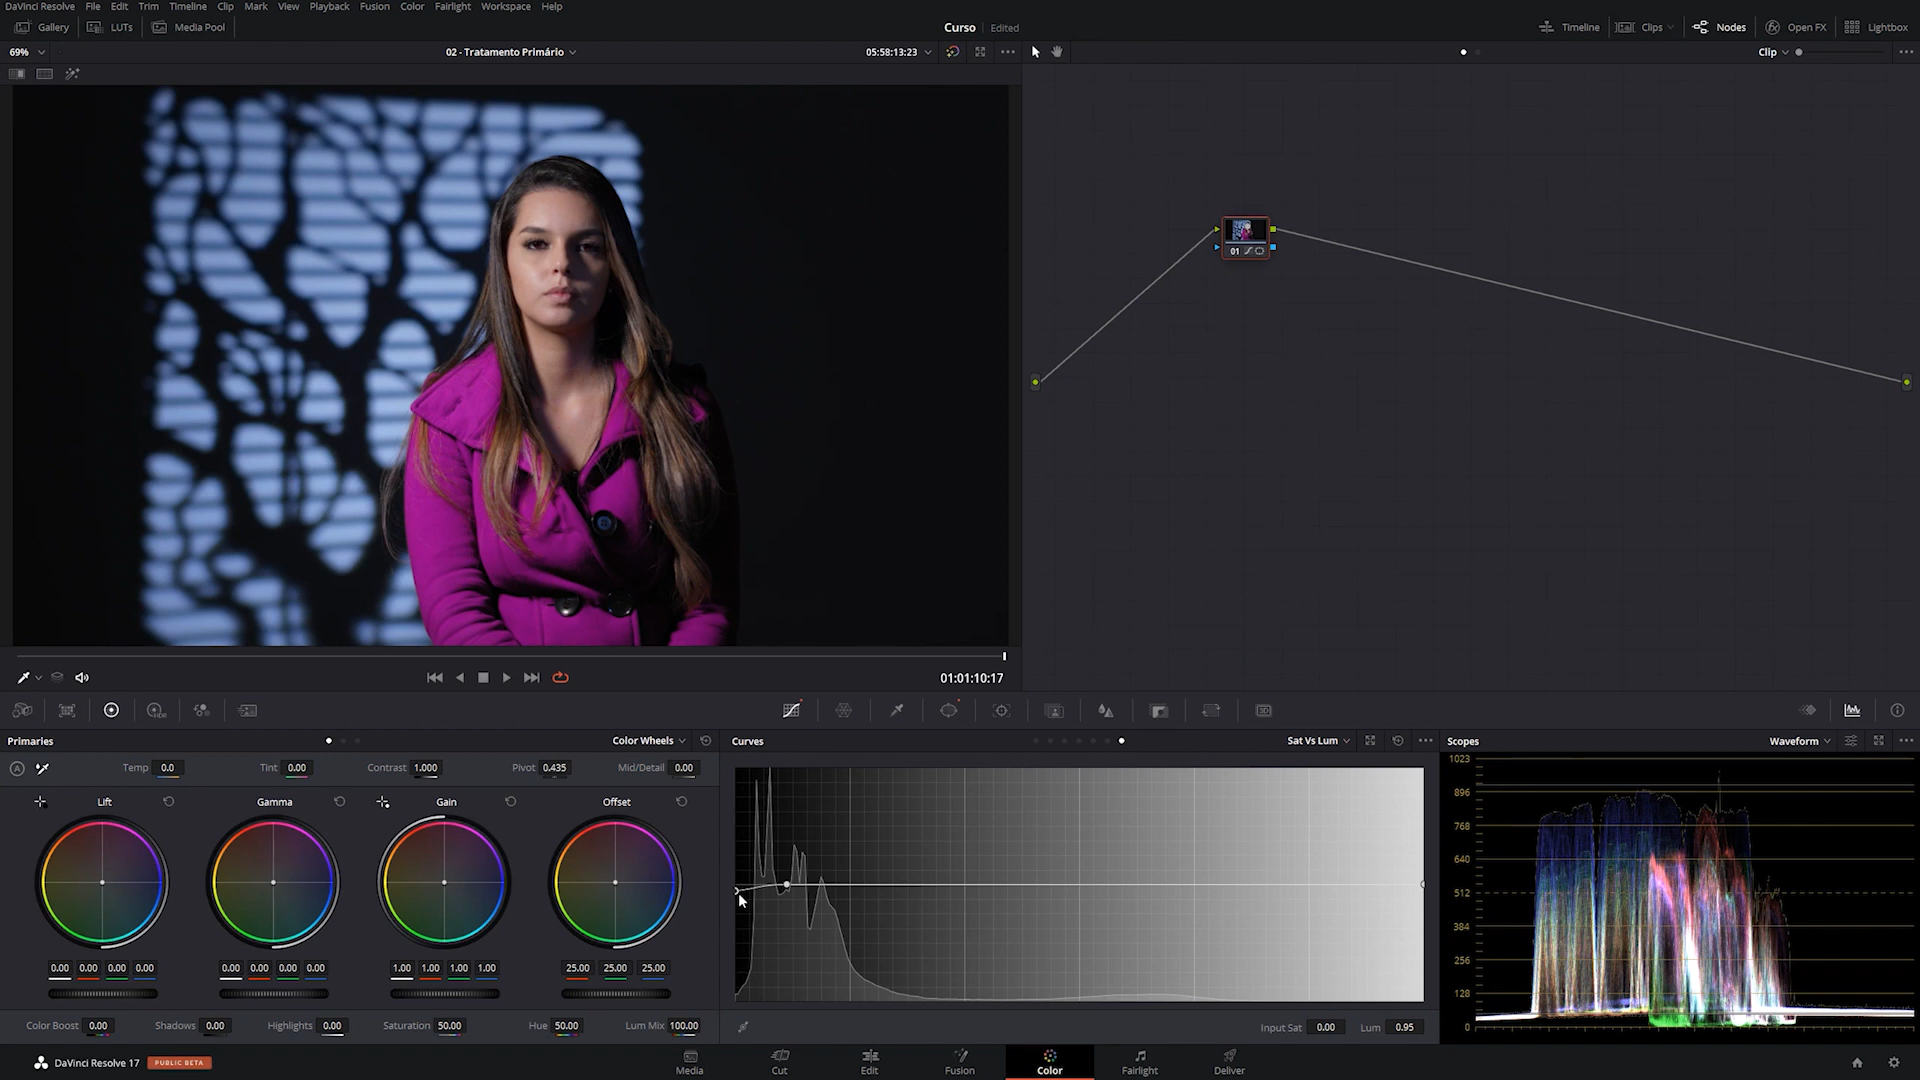 DaVinci Resolve File Edit Trim Timeline Clip Mark View Playback Fusion Color Fairlight Workspace Help
Gallery LUTs Media Pool Curso Edited Timeline Clips Nodes Open FX Lightbox
69% 02 - Tratamento Primário 05:58:13:23 Clip
01
01:01:10:17
Primaries Color Wheels Curves Sat Vs Lum Scopes Waveform
A Temp 0.0 Tint 0.00 Contrast 1.000 Pivot 0.435 Mid/Detail 0.00
Lift Gamma Gain Offset
1023
896
768
640
512
384
256
128
0
0.00 0.00 0.00 0.00 0.00 0.00 0.00 0.00 1.00 1.00 1.00 1.00 25.00 25.00 25.00
Color Boost 0.00 Shadows 0.00 Highlights 0.00 Saturation 50.00 Hue 50.00 Lum Mix 100.00 Input Sat 0.00 Lum 0.95
DaVinci Resolve 17 PUBLIC BETA Media Cut Edit Fusion Color Fairlight Deliver